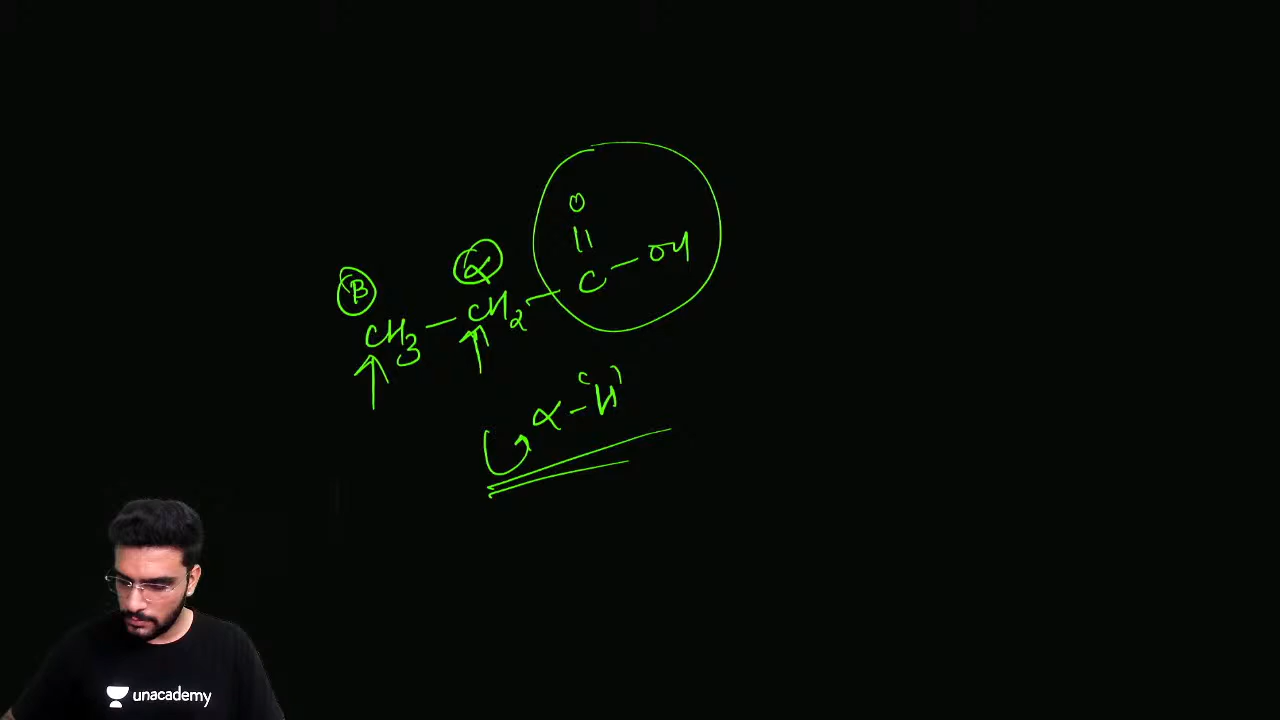 O
||
β α
CH3 - CH2 - C - OH
α-(H)
unacademy